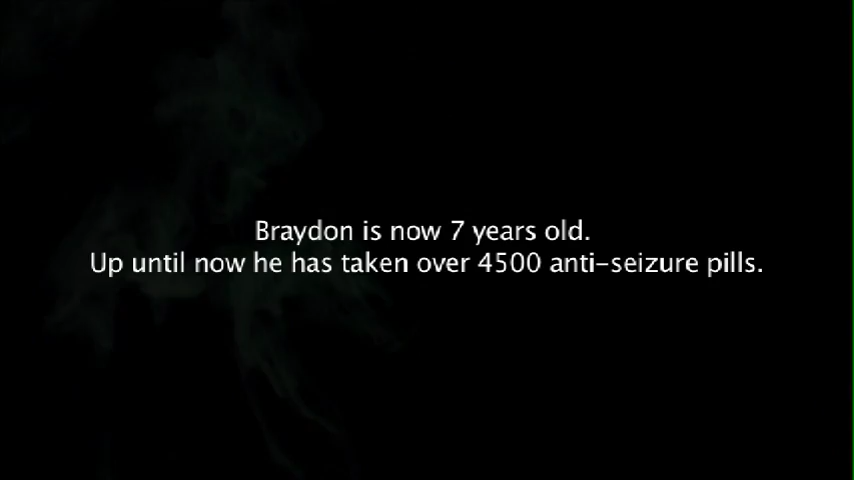 Braydon is now 7 years old.
Up until now he has taken over 4500 anti-seizure pills.